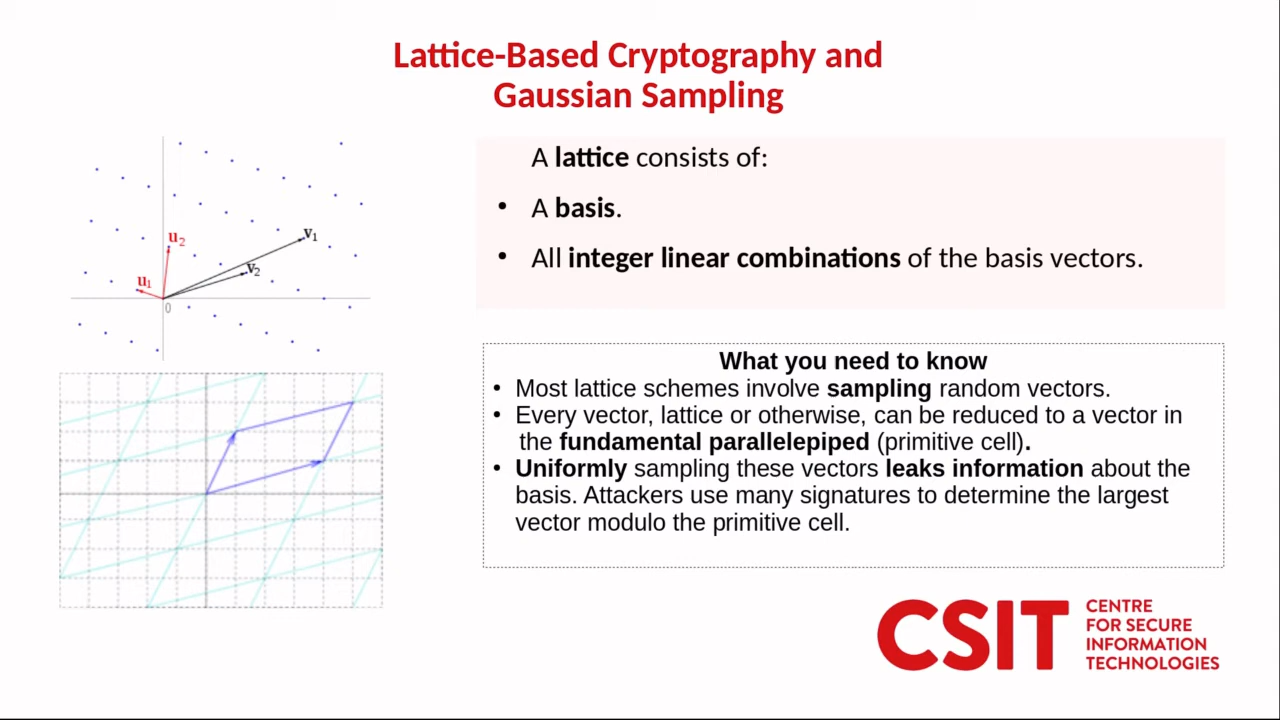 Lattice-Based Cryptography and
Gaussian Sampling
A lattice consists of:
• A basis.
• All integer linear combinations of the basis vectors.
u₂
u₁
v₁
v₂
0
What you need to know
• Most lattice schemes involve sampling random vectors.
• Every vector, lattice or otherwise, can be reduced to a vector in
the fundamental parallelepiped (primitive cell).
• Uniformly sampling these vectors leaks information about the
basis. Attackers use many signatures to determine the largest
vector modulo the primitive cell.
CSIT
CENTRE
FOR SECURE
INFORMATION
TECHNOLOGIES